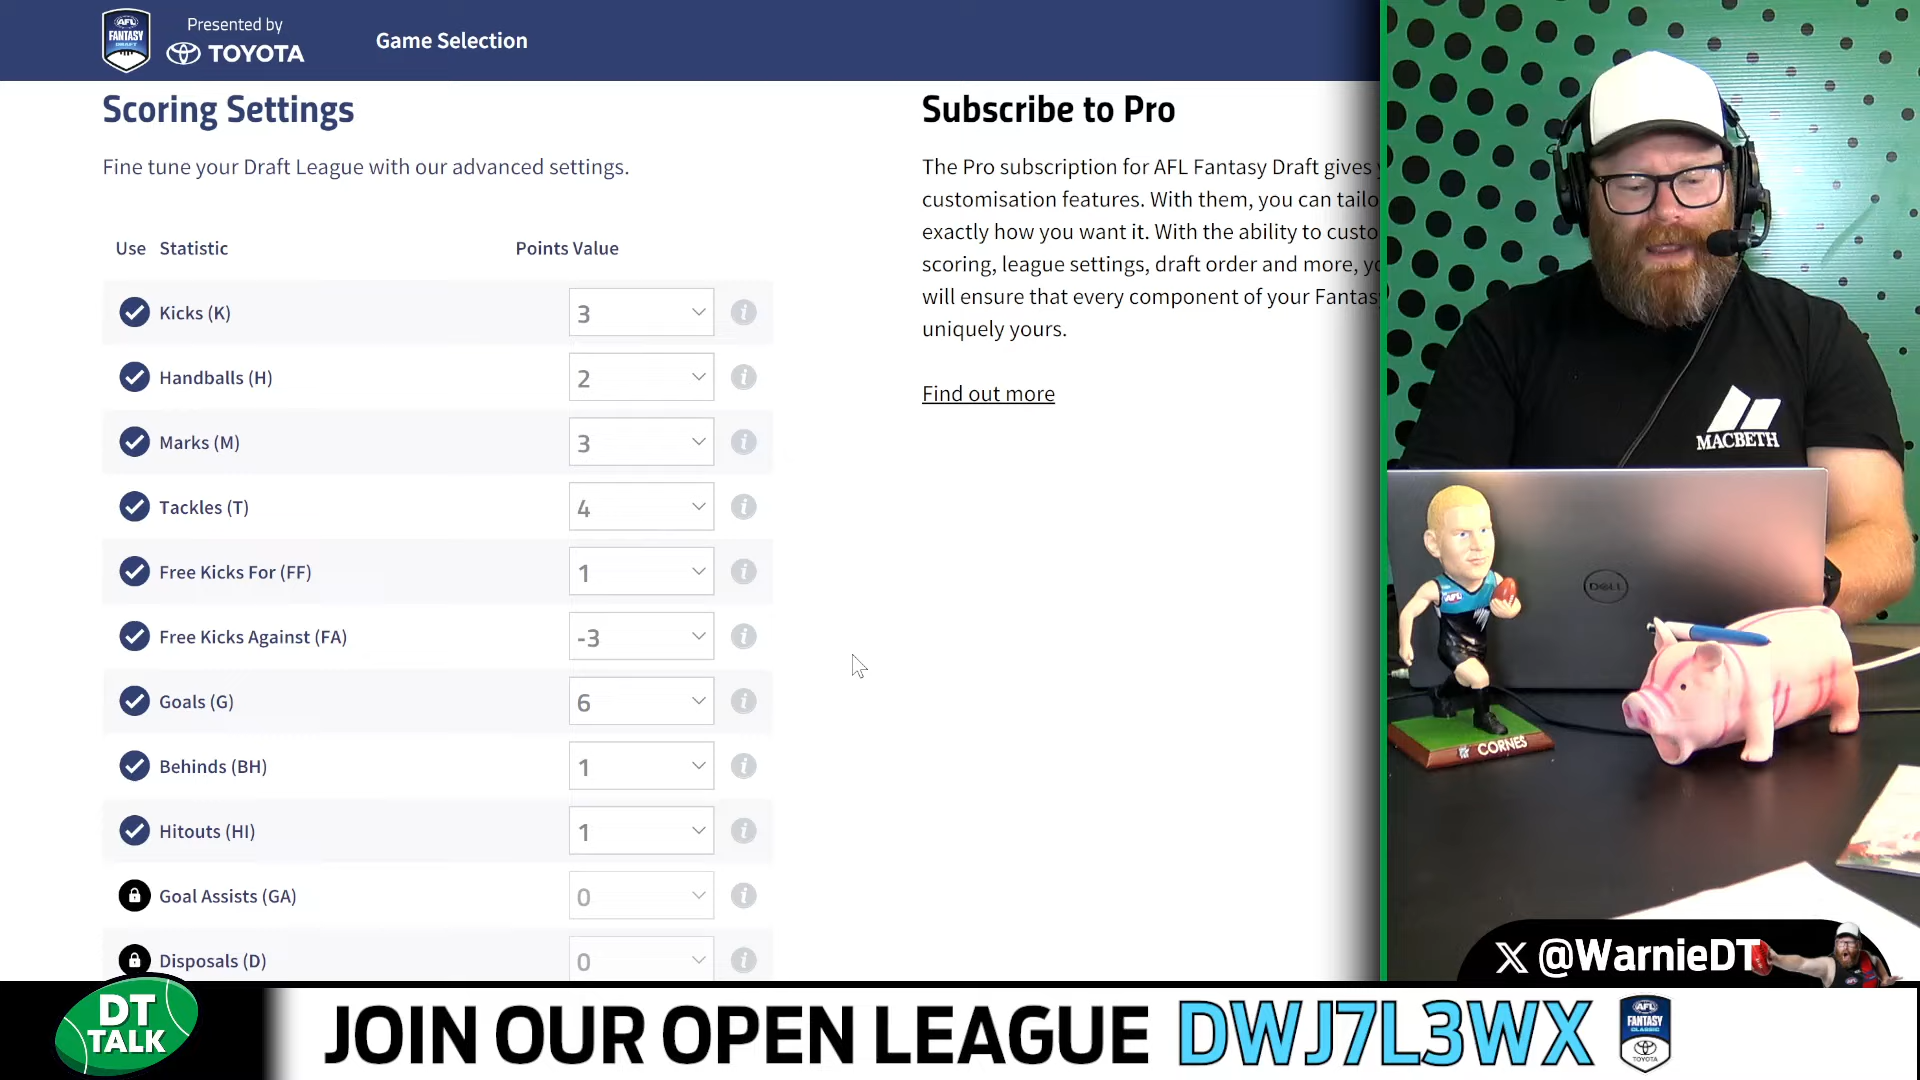 AFL
FANTASY
DRAFT
Presented by
TOYOTA
Game Selection
Scoring Settings
Fine tune your Draft League with our advanced settings.
Use Statistic Points Value
Kicks (K) 3
Handballs (H) 2
Marks (M) 3
Tackles (T) 4
Free Kicks For (FF) 1
Free Kicks Against (FA) -3
Goals (G) 6
Behinds (BH) 1
Hitouts (HI) 1
Goal Assists (GA) 0
Disposals (D) 0
Subscribe to Pro
The Pro subscription for AFL Fantasy Draft gives
customisation features. With them, you can tailo
exactly how you want it. With the ability to custo
scoring, league settings, draft order and more, yo
will ensure that every component of your Fantas
uniquely yours.
Find out more
MACBETH
DELL
AFL
CORNES
X @WarnieDT
DT
TALK
JOIN OUR OPEN LEAGUE DWJ7L3WX
AFL
FANTASY
CLASSIC
TOYOTA